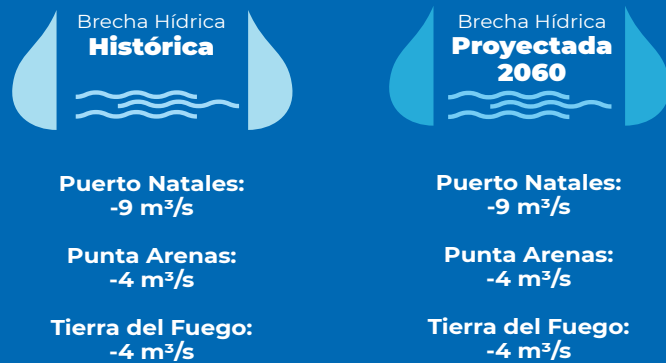 Brecha Hídrica
Histórica
Puerto Natales:
-9 m³/s
Punta Arenas:
-4 m³/s
Tierra del Fuego:
-4 m³/s
Brecha Hídrica
Proyectada
2060
Puerto Natales:
-9 m³/s
Punta Arenas:
-4 m³/s
Tierra del Fuego:
-4 m³/s